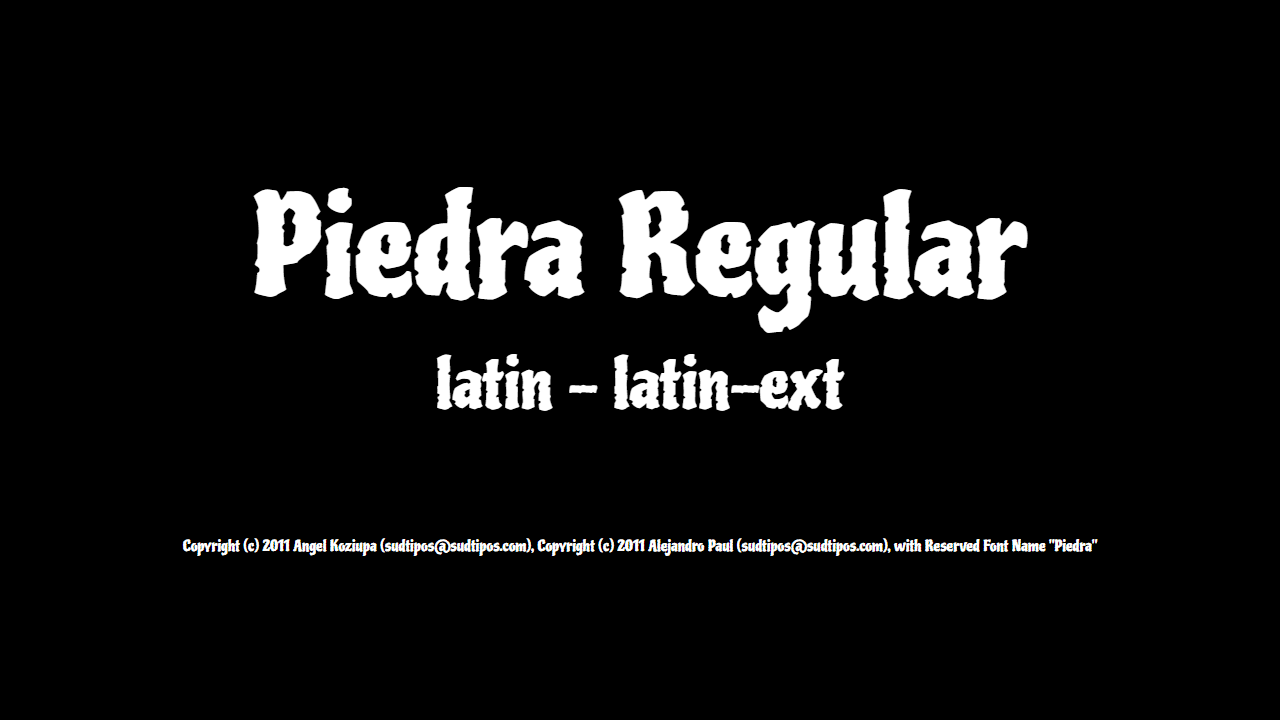 Piedra Regular
latin - latin-ext
Copyright (c) 2011 Angel Koziupa (sudtipos@sudtipos.com), Copyright (c) 2011 Alejandro Paul (sudtipos@sudtipos.com), with Reserved Font Name "Piedra"